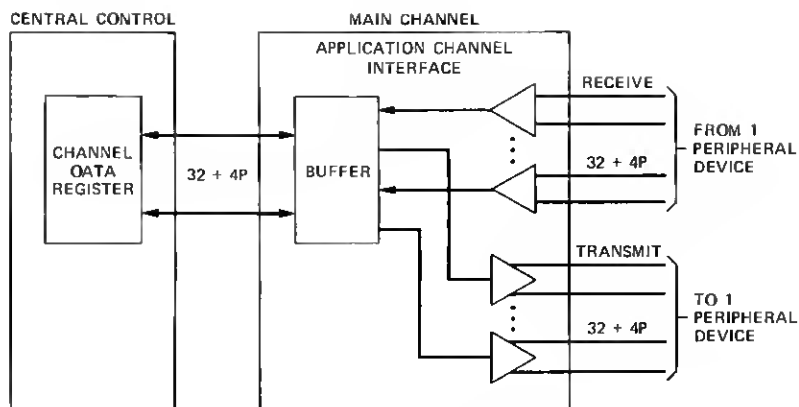 CENTRAL CONTROL
MAIN CHANNEL
APPLICATION CHANNEL
INTERFACE
CHANNEL
DATA
REGISTER
32 + 4P
BUFFER
RECEIVE
32 + 4P
FROM 1
PERIPHERAL
DEVICE
TRANSMIT
32 + 4P
TO 1
PERIPHERAL
DEVICE